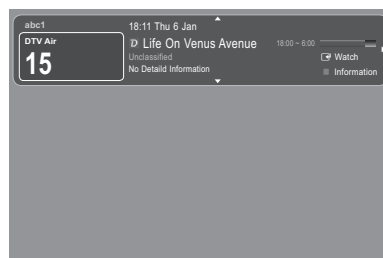 abc1
18:11 Thu 6 Jan
DTV Air
15
D Life On Venus Avenue 18:00 ~ 6:00
Unclassified
Watch
No Detaild Information
Information